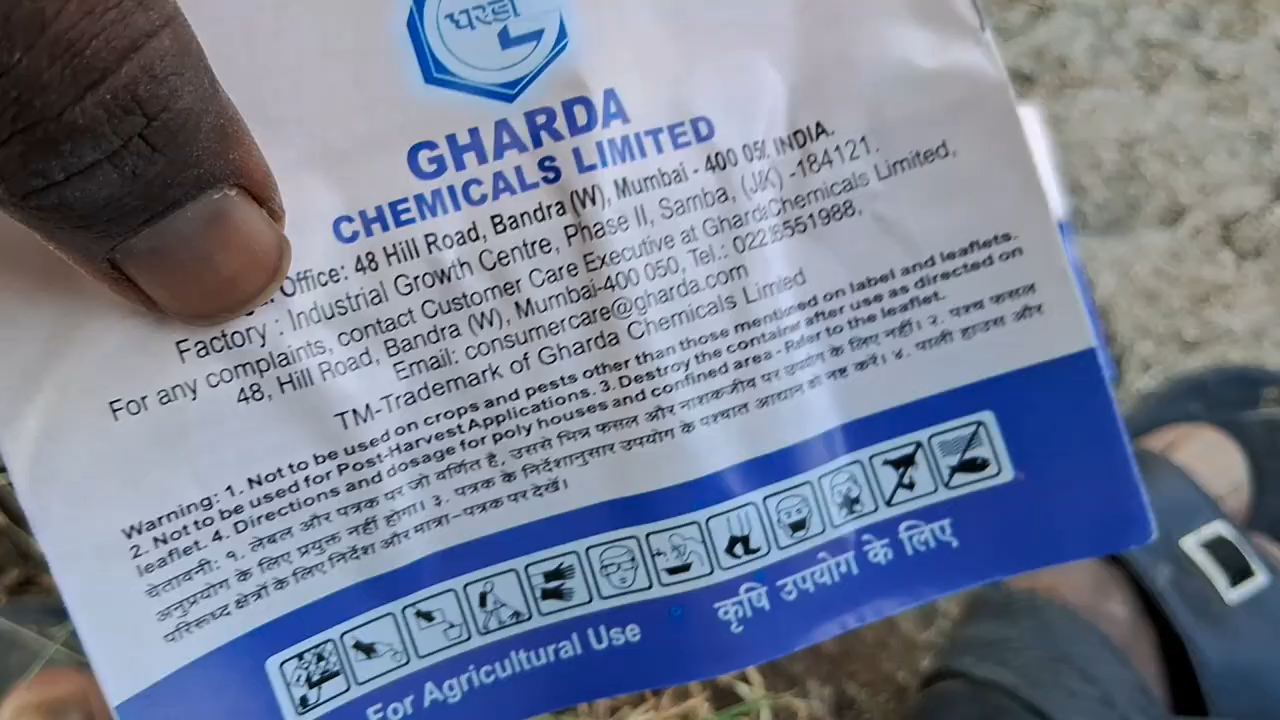 घरडा
GHARDA
CHEMICALS LIMITED
Office: 48 Hill Road, Bandra (W), Mumbai - 400 050, INDIA.
Factory : Industrial Growth Centre, Phase II, Samba, (J&K) -184121.
For any complaints, contact Customer Care Executive at Gharda Chemicals Limited,
48, Hill Road, Bandra (W), Mumbai-400 050, Tel.:
Email: consumercare@gharda.com
TM-Trademark of Gharda Chemicals Limited
Warning: 1. Not to be used on crops and pests other than those mentioned on label and leaflets.
2. Not to be used for Post-Harvest Applications. 3. Destroy the container after use as directed on
leaflet. 4. Directions and dosage for poly houses and confined area - Refer to the leaflet.
चेतावनी: १. लेबल और पत्रक पर जो वर्णित है, उससे भिन्न फसल और नाशकजीव पर उपयोग के लिए नहीं। २. पश्च फसल
अनुप्रयोग के लिए प्रयुक्त नहीं होगा। ३. पत्रक के निर्देशानुसार उपयोग के पश्चात आधान को नष्ट करें। ४. पाली हाउस और
परिरूध्द क्षेत्रों के लिए निर्देश और मात्रा-पत्रक पर देखें।
For Agricultural Use
कृषि उपयोग के लिए